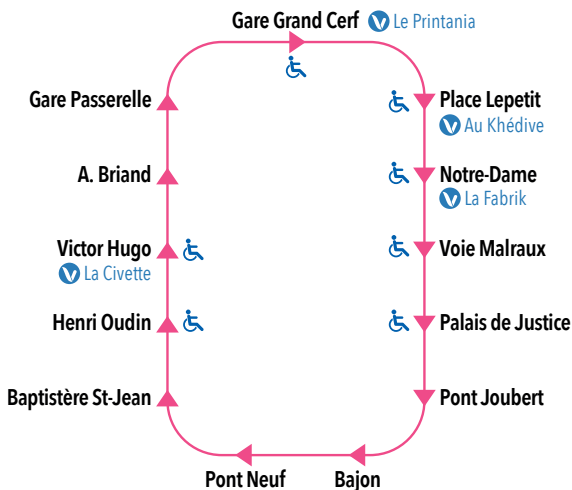 Gare Grand Cerf Le Printania
Gare Passerelle
Place Lepetit
Au Khédive
A. Briand
Notre-Dame
La Fabrik
Victor Hugo
La Civette
Voie Malraux
Henri Oudin
Palais de Justice
Baptistère St-Jean
Pont Joubert
Pont Neuf
Bajon